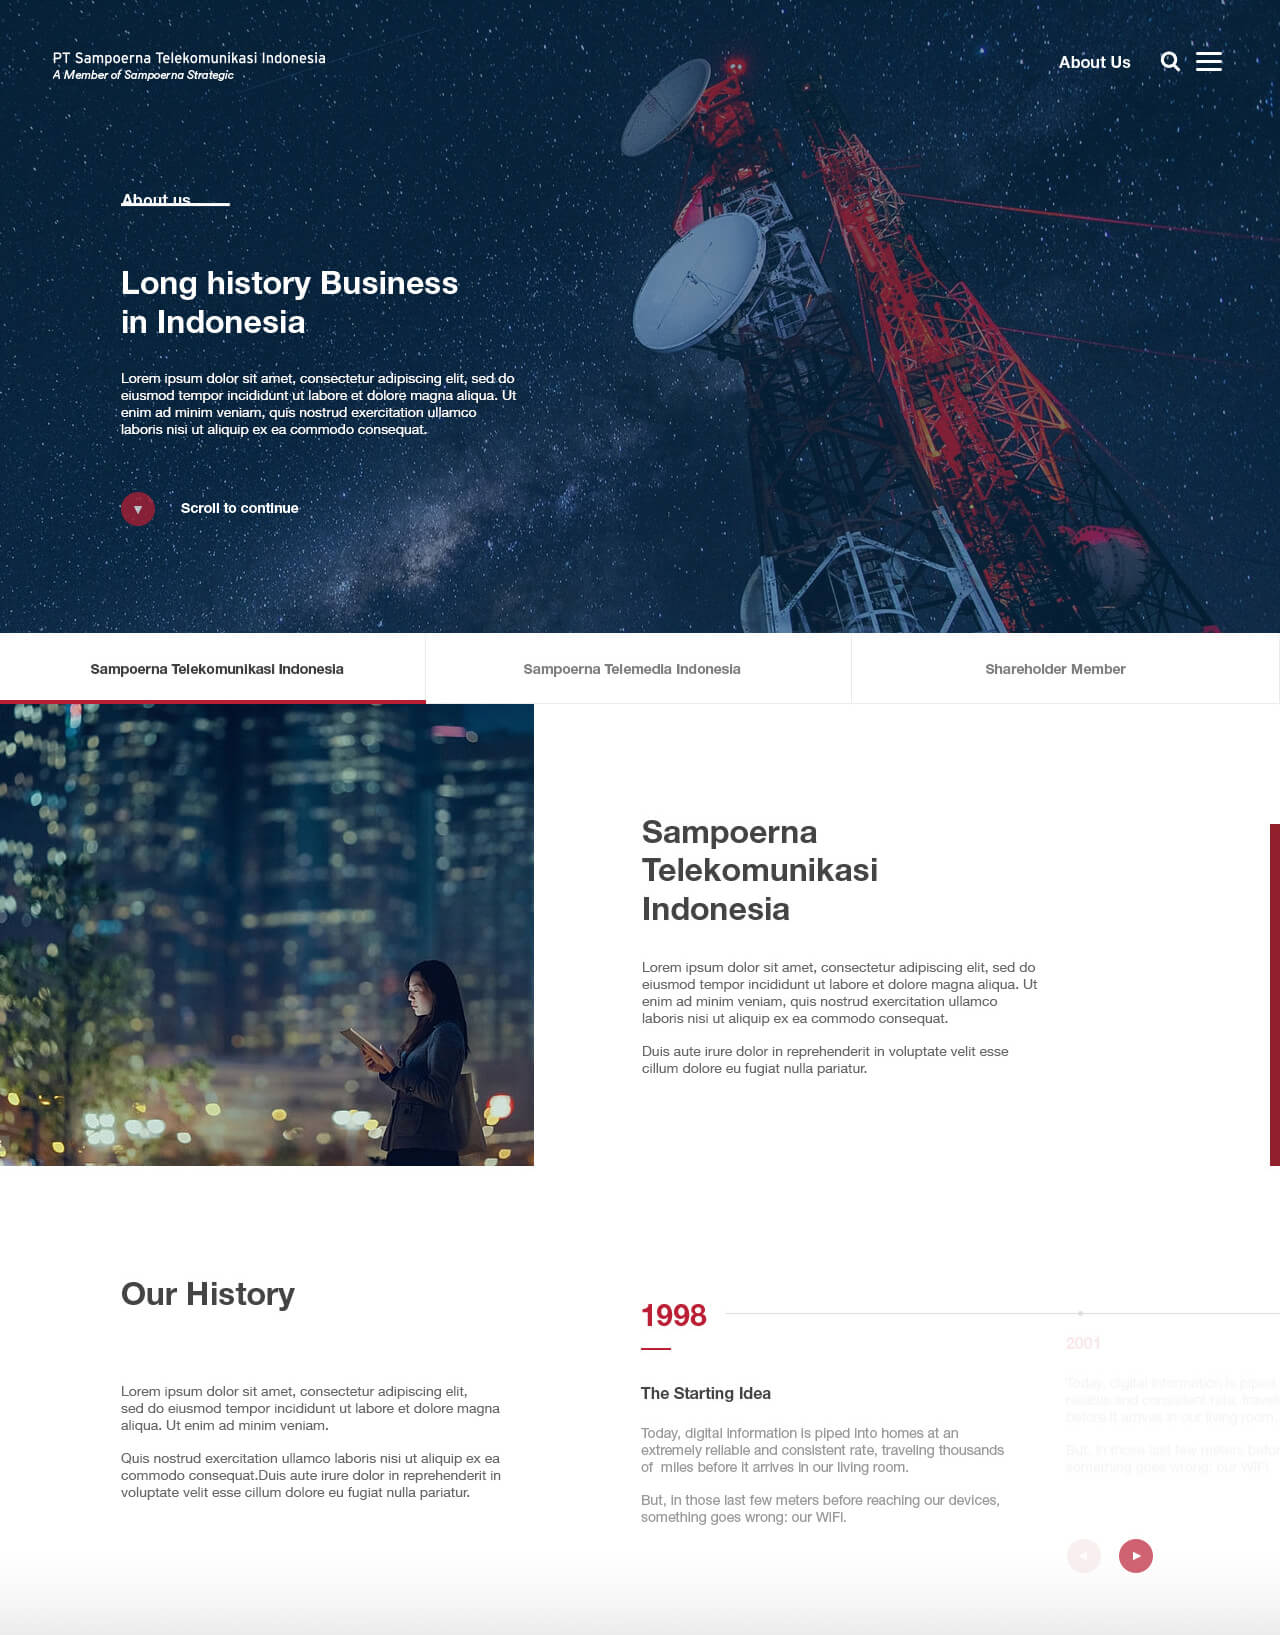 PT Sampoerna Telekomunikasi Indonesia
A Member of Sampoerna Strategic
About Us
About us
Long history Business
in Indonesia
Lorem ipsum dolor sit amet, consectetur adipiscing elit, sed do
eiusmod tempor incididunt ut labore et dolore magna aliqua. Ut
enim ad minim veniam, quis nostrud exercitation ullamco
laboris nisi ut aliquip ex ea commodo consequat.
Scroll to continue
Sampoerna Telekomunikasi Indonesia
Sampoerna Telemedia Indonesia
Shareholder Member
Sampoerna
Telekomunikasi
Indonesia
Lorem ipsum dolor sit amet, consectetur adipiscing elit, sed do
eiusmod tempor incididunt ut labore et dolore magna aliqua. Ut
enim ad minim veniam, quis nostrud exercitation ullamco
laboris nisi ut aliquip ex ea commodo consequat.
Duis aute irure dolor in reprehenderit in voluptate velit esse
cillum dolore eu fugiat nulla pariatur.
Our History
Lorem ipsum dolor sit amet, consectetur adipiscing elit,
sed do eiusmod tempor incididunt ut labore et dolore magna
aliqua. Ut enim ad minim veniam.
Quis nostrud exercitation ullamco laboris nisi ut aliquip ex ea
commodo consequat.Duis aute irure dolor in reprehenderit in
voluptate velit esse cillum dolore eu fugiat nulla pariatur.
1998
The Starting Idea
Today, digital information is piped into homes at an
extremely reliable and consistent rate, traveling thousands
of miles before it arrives in our living room.
But, in those last few meters before reaching our devices,
something goes wrong: our WiFi.
2001
Today, digital information is piped
reliable and consistent rate,
before it arrives in our living room.
But, in those last few meters
something goes wrong: our WiFi.